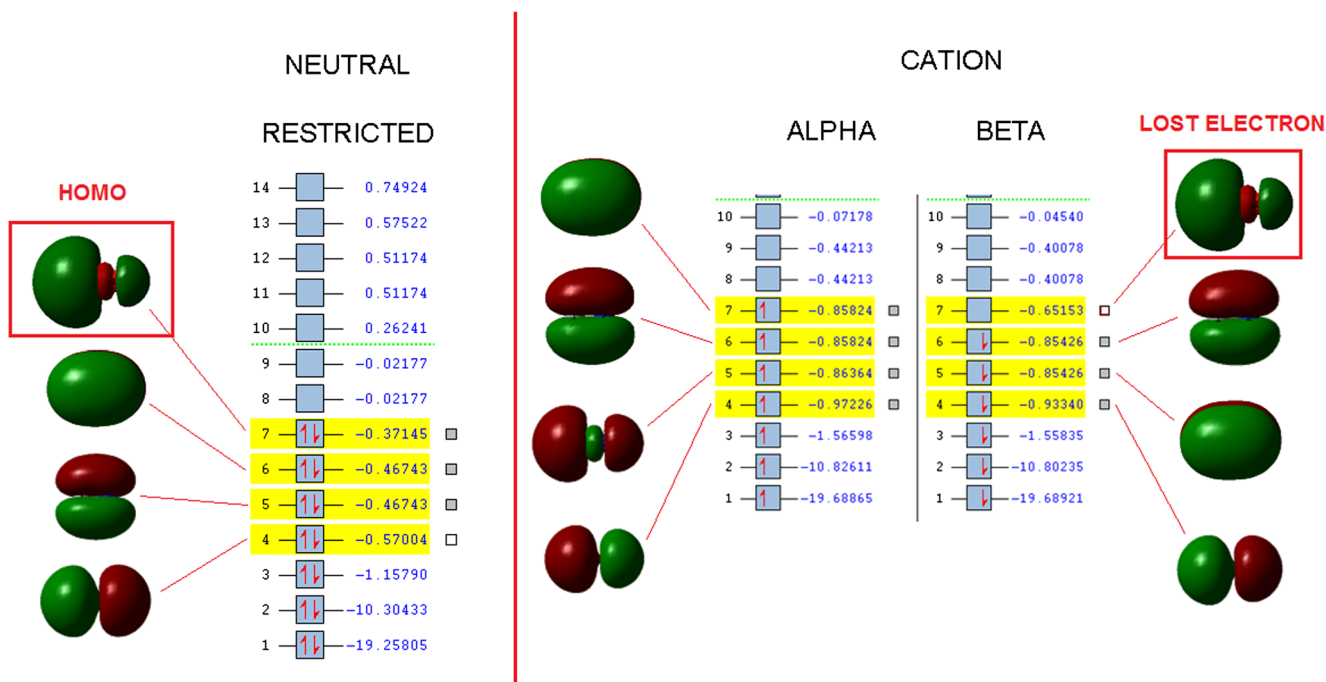 NEUTRAL
RESTRICTED
HOMO
14 0.74924
13 0.57522
12 0.51174
11 0.51174
10 0.26241
9 -0.02177
8 -0.02177
7 -0.37145
6 -0.46743
5 -0.46743
4 -0.57004
3 -1.15790
2 -10.30433
1 -19.25805
CATION
ALPHA BETA
LOST ELECTRON
10 -0.07178 10 -0.04540
9 -0.44213 9 -0.40078
8 -0.44213 8 -0.40078
7 -0.85824 7 -0.65153
6 -0.85824 6 -0.85426
5 -0.86364 5 -0.85426
4 -0.97226 4 -0.93340
3 -1.56598 3 -1.55835
2 -10.82611 2 -10.80235
1 -19.68865 1 -19.68921